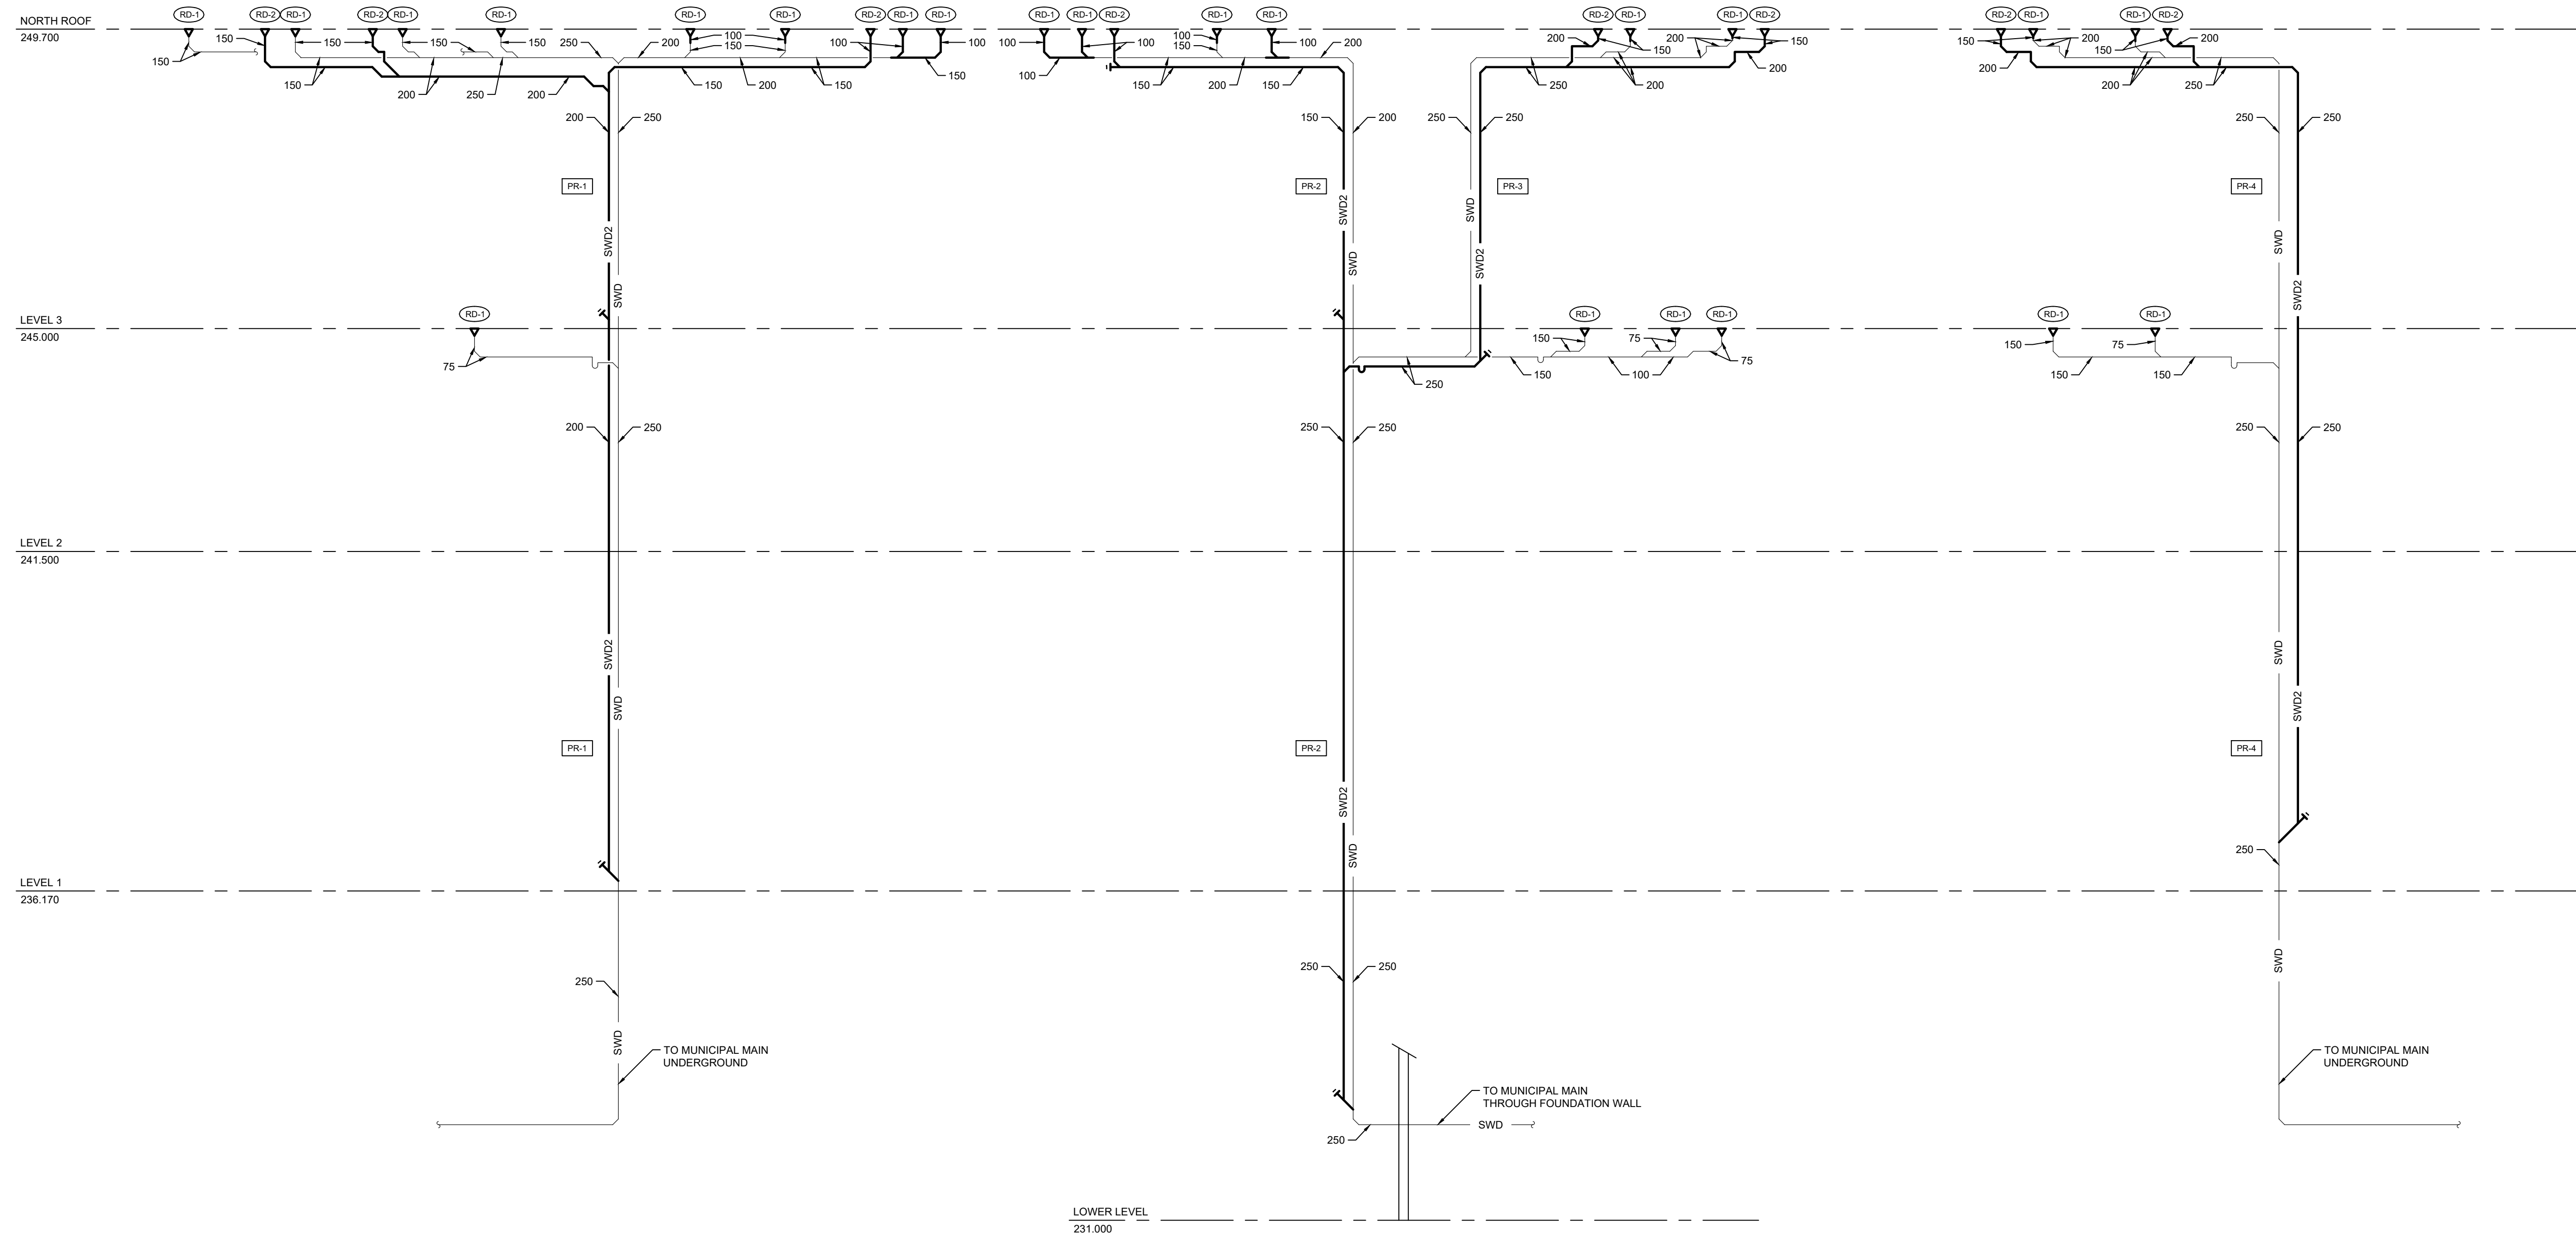 RD-1 RD-2 RD-1 RD-2 RD-1 RD-1 RD-1 RD-1 RD-2 RD-1 RD-1 RD-1 RD-1 RD-2 RD-1 RD-1 RD-2 RD-1 RD-1 RD-2 RD-2 RD-1 RD-1 RD-2
NORTH ROOF
249.700
150 150 150 150 250 200 100 100 100 100 100 100 100 100 200 200 200 200 150 150 200 150 200
150 150 150 150 200 200
150 200 250 200 150 200 150 150 100 150 200 150 250 200 200 250
200 250 150 200 250 250 250 250
PR-1 PR-2 PR-3 PR-4
SWD2 SWD SWD2 SWD SWD SWD2 SWD SWD2
RD-1 RD-1 RD-1 RD-1 RD-1 RD-1
LEVEL 3
245.000
150 75 150 75
75 75
250 150 100 150 150
200 250 250 250 250 250
LEVEL 2
241.500
SWD2 SWD SWD SWD2
PR-1 PR-2 PR-4
SWD2 SWD
250
LEVEL 1
236.170
250 250 250
SWD SWD
TO MUNICIPAL MAIN
UNDERGROUND
TO MUNICIPAL MAIN
UNDERGROUND
TO MUNICIPAL MAIN
THROUGH FOUNDATION WALL
SWD
250
LOWER LEVEL
231.000